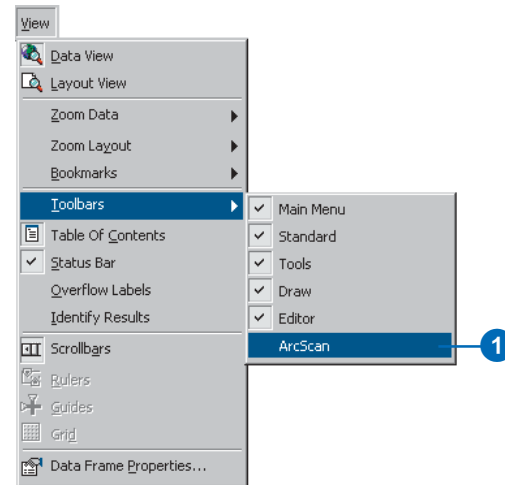 View
Data View
Layout View
Zoom Data
Zoom Layout
Bookmarks
Toolbars
Table Of Contents
Status Bar
Overflow Labels
Identify Results
Scrollbars
Rulers
Guides
Grid
Data Frame Properties...
Main Menu
Standard
Tools
Draw
Editor
ArcScan
1